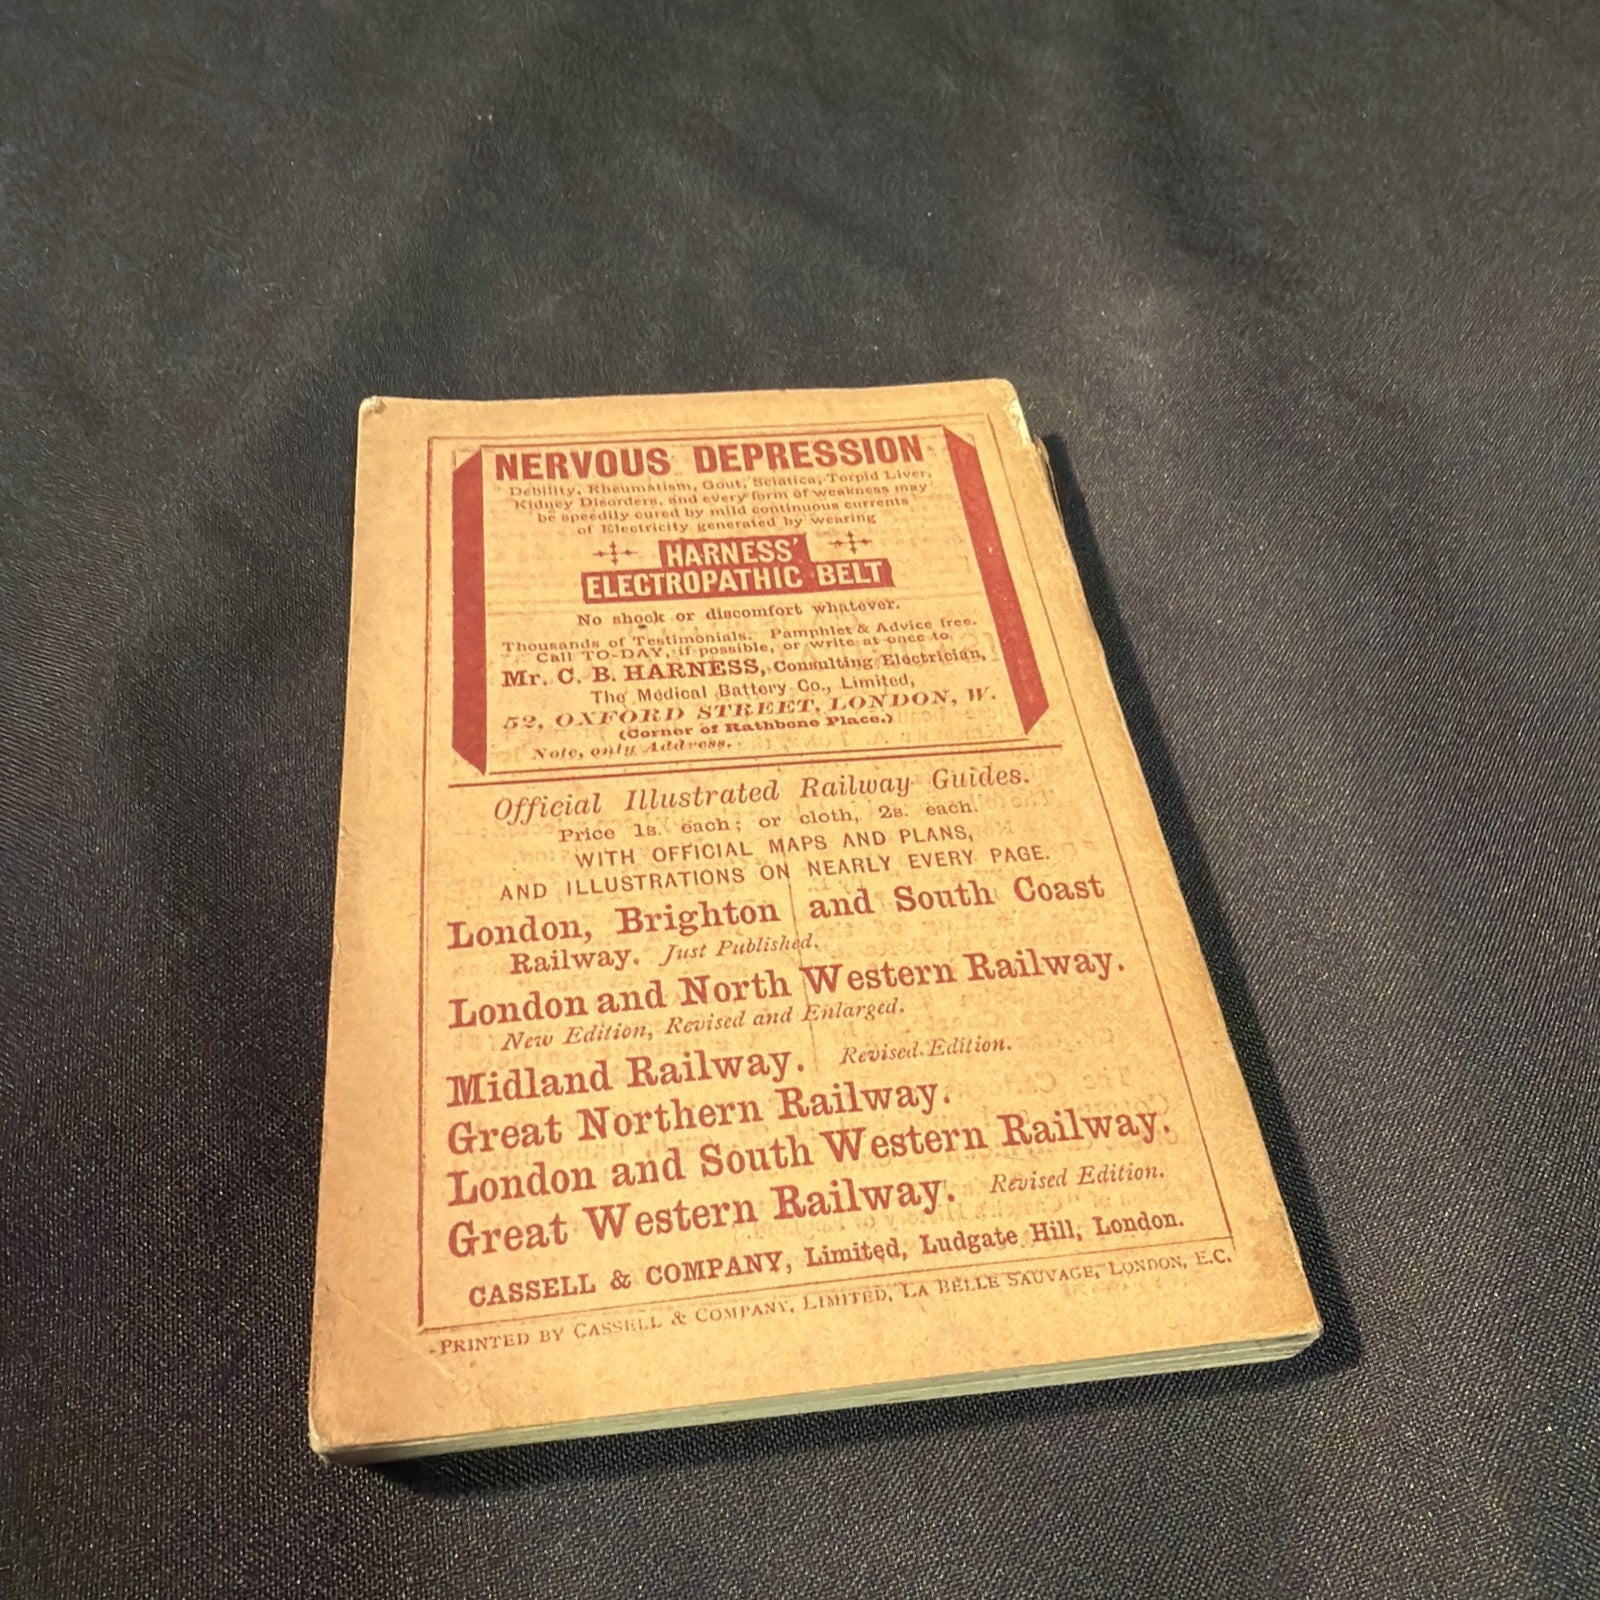 NERVOUS DEPRESSION
Debility, Rheumatism, Gout, Sciatica, Torpid Liver,
Kidney Disorders, and every form of weakness may
be speedily cured by mild continuous currents
of Electricity generated by wearing
HARNESS'
ELECTROPATHIC BELT
No shock or discomfort whatever.
Thousands of Testimonials. Pamphlet & Advice free.
Call TO-DAY, if possible, or write at once to
Mr. C. B. HARNESS, Consulting Electrician,
The Medical Battery Co., Limited,
52, OXFORD STREET, LONDON, W.
(Corner of Rathbone Place.)
Note, only Address.
Official Illustrated Railway Guides.
Price 1s. each; or cloth, 2s. each.
WITH OFFICIAL MAPS AND PLANS,
AND ILLUSTRATIONS ON NEARLY EVERY PAGE.
London, Brighton and South Coast
Railway. Just Published.
London and North Western Railway.
New Edition, Revised and Enlarged.
Midland Railway. Revised Edition.
Great Northern Railway.
London and South Western Railway.
Great Western Railway. Revised Edition.
CASSELL & COMPANY, Limited, Ludgate Hill, London.
PRINTED BY CASSELL & COMPANY, LIMITED, LA BELLE SAUVAGE, LONDON, E.C.